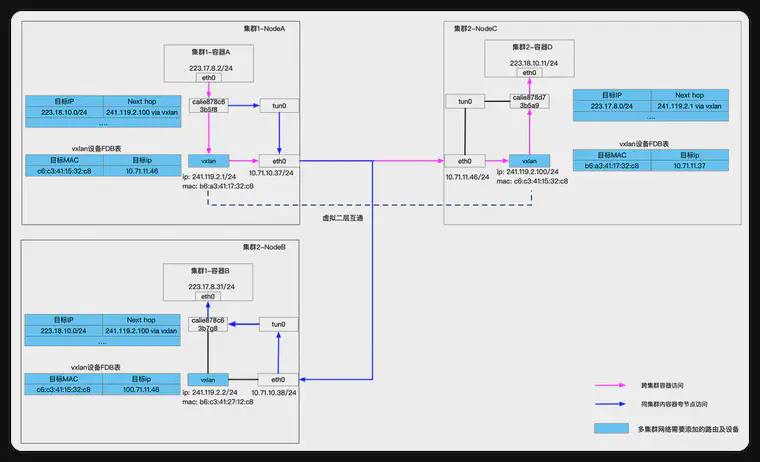 集群1-NodeA
集群1-容器A
223.17.8.2/24
eth0
目标IP
Next hop
223.18.10.0/24
241.119.2.100 via vxlan
....
calie878c6
3b5f8
tun0
vxlan设备FDB表
目标MAC
目标ip
c6:c3:41:15:32:c8
10.71.11.46
vxlan
eth0
ip: 241.119.2.1/24
mac: b6:a3:41:17:32:c8
10.71.10.37/24
集群2-NodeC
集群2-容器D
223.18.10.11/24
eth0
tun0
calie878d7
3b5a9
目标IP
Next hop
223.17.8.0/24
241.119.2.1 via vxlan
....
vxlan设备FDB表
目标MAC
目标ip
b6:a3:41:17:32:c8
10.71.11.37
eth0
vxlan
10.71.11.46/24
ip: 241.119.2.100/24
mac: c6:c3:41:15:32:c8
虚拟二层互通
集群2-NodeB
集群1-容器B
223.17.8.31/24
eth0
目标IP
Next hop
223.18.10.0/24
241.119.2.100 via vxlan
....
calie878c6
3b7g8
tun0
vxlan设备FDB表
目标MAC
目标ip
c6:c3:41:15:32:c8
100.71.11.46
vxlan
eth0
ip: 241.119.2.2/24
mac: b6:c3:41:27:12:c8
10.71.10.38/24
跨集群容器访问
同集群内容器夸节点访问
多集群网络需要添加的路由及设备